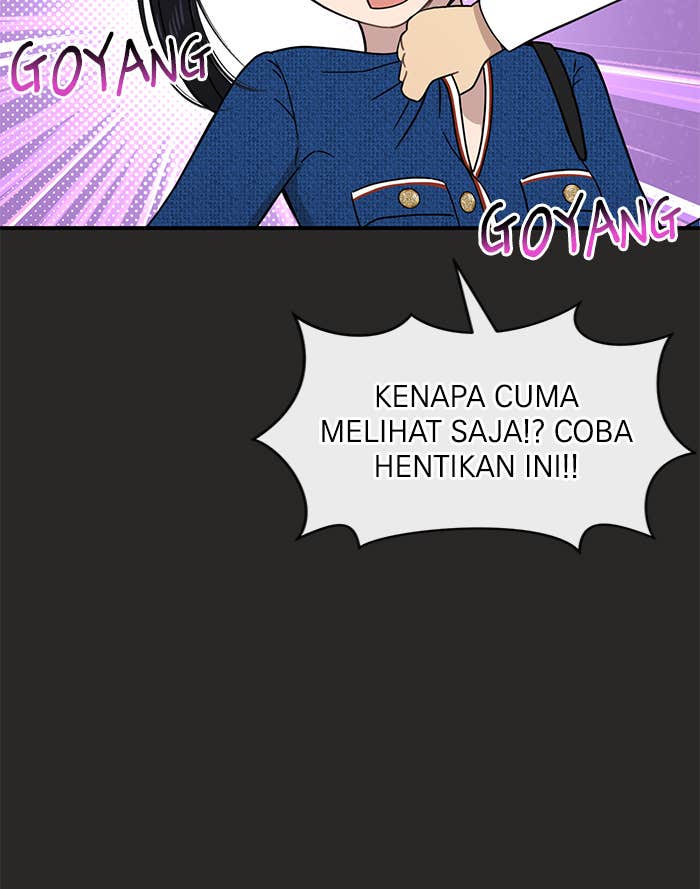 GOYANG
GOYANG
KENAPA CUMA
MELIHAT SAJA!? COBA
HENTIKAN INI!!